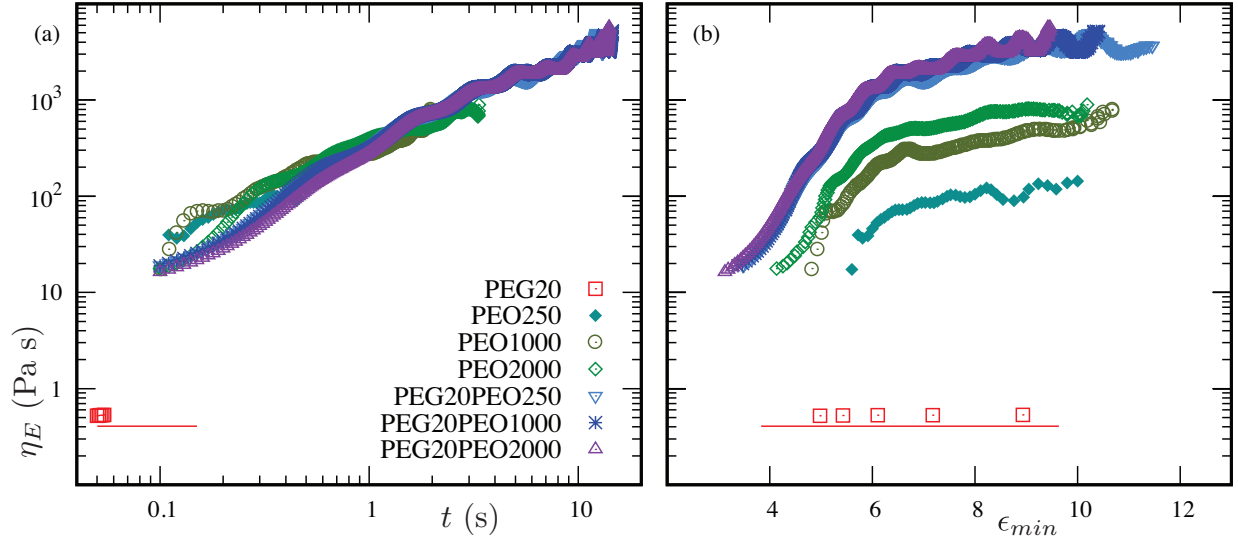 (a)
(b)
10³
10²
10
1
η_E (Pa s)
PEG20
PEO250
PEO1000
PEO2000
PEG20PEO250
PEG20PEO1000
PEG20PEO2000
0.1 1 10
t (s)
4 6 8 10 12
ϵ_min